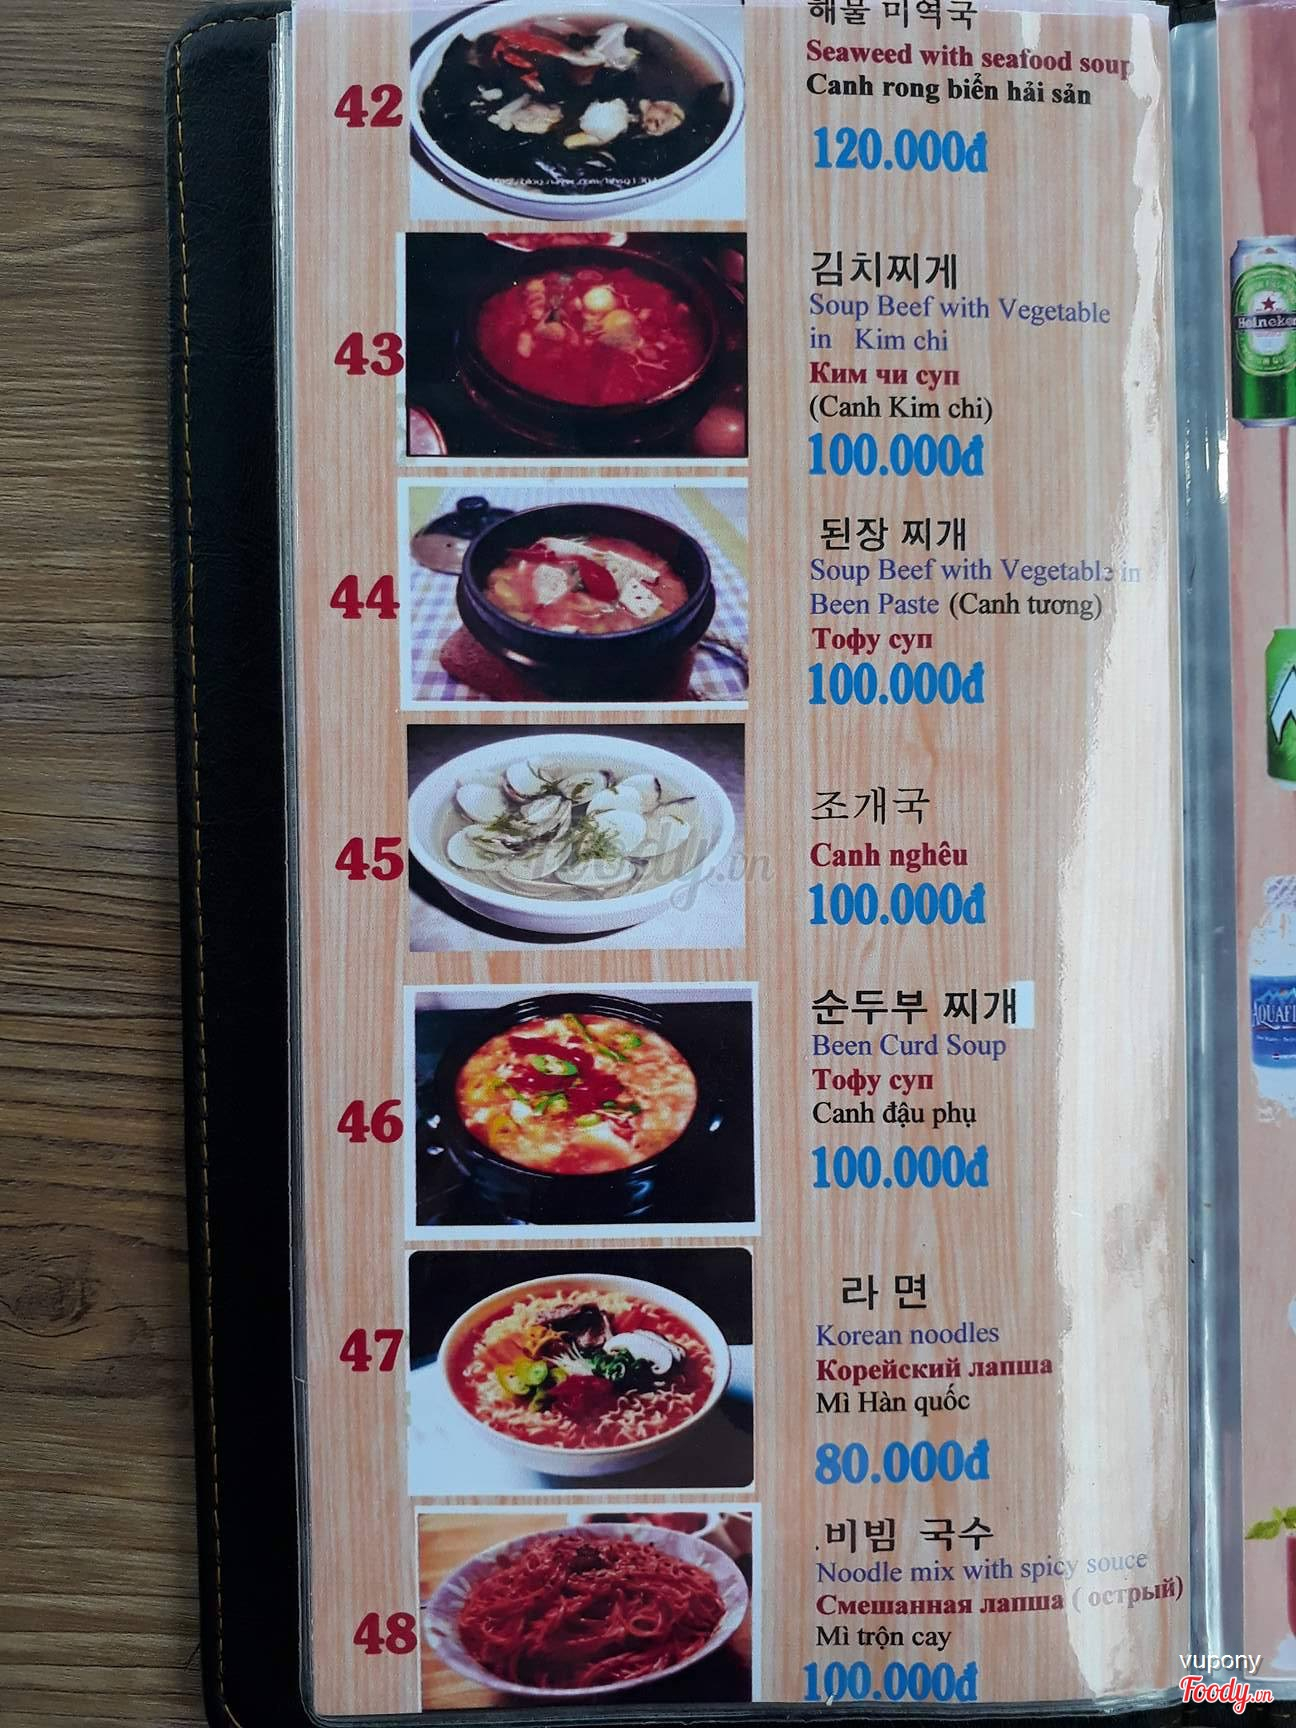 42
해물 미역국
Seaweed with seafood soup
Canh rong biển hải sản
120.000đ
43
김치찌게
Soup Beef with Vegetable
in Kim chi
Ким чи суп
(Canh Kim chi)
100.000đ
44
된장 찌개
Soup Beef with Vegetable in
Been Paste (Canh tương)
Тофу суп
100.000đ
45
조개국
Canh nghêu
100.000đ
46
순두부 찌개
Been Curd Soup
Тофу суп
Canh đậu phụ
100.000đ
47
라 면
Korean noodles
Корейский лапша
Mì Hàn quốc
80.000đ
48
.비빔 국수
Noodle mix with spicy souce
Смешанная лапша ( острый)
Mì trộn cay
100.000đ
Heineken
Foody.vn
vupony
Foody.vn